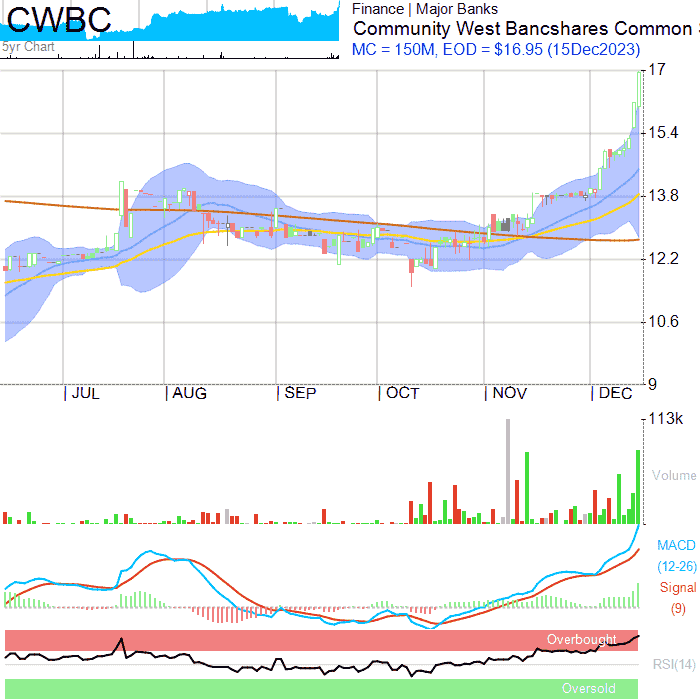 CWBC
5yr Chart
Finance | Major Banks
Community West Bancshares Common
MC = 150M, EOD = $16.95 (15Dec2023)
17
15.4
13.8
12.2
10.6
9
| JUL | AUG | SEP | OCT | NOV | DEC
113k
Volume
MACD
(12-26)
Signal
(9)
Overbought
RSI(14)
Oversold